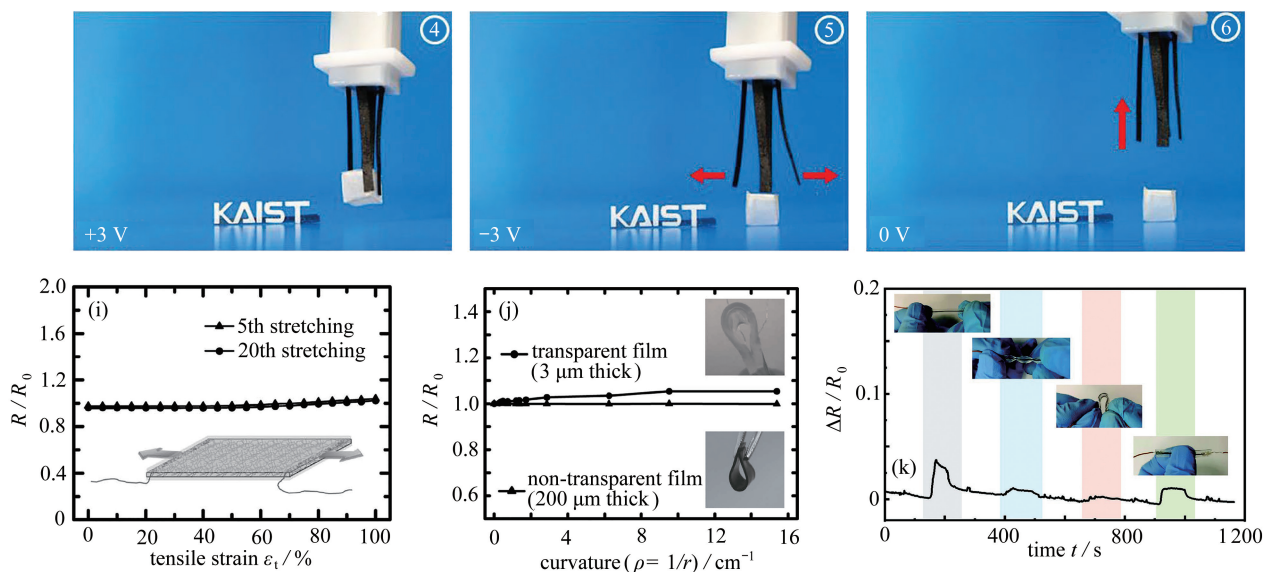 ④
⑤
⑥
KAIST
KAIST
KAIST
+3 V
−3 V
0 V
(i)
5th stretching
20th stretching
R / R₀
2.0
1.6
1.2
0.8
0.4
0
0 20 40 60 80 100
tensile strain εₜ / %
(j)
transparent film
(3 μm thick)
non-transparent film
(200 μm thick)
R / R₀
1.4
1.2
1.0
0.8
0.6
0 4 8 12 16
curvature (ρ= 1/r) / cm⁻¹
(k)
ΔR / R₀
0.2
0.1
0
0 400 800 1200
time t / s